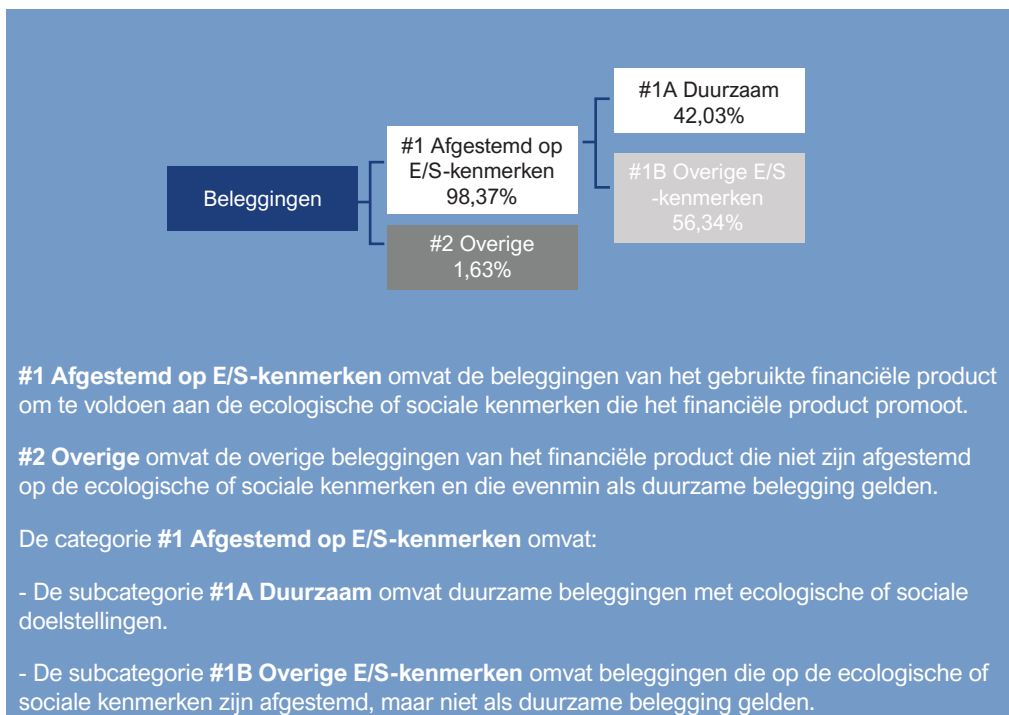 #1A Duurzaam
42,03%
#1 Afgestemd op
E/S-kenmerken
98,37%
#1B Overige E/S
-kenmerken
56,34%
Beleggingen
#2 Overige
1,63%
#1 Afgestemd op E/S-kenmerken omvat de beleggingen van het gebruikte financiële product
om te voldoen aan de ecologische of sociale kenmerken die het financiële product promoot.
#2 Overige omvat de overige beleggingen van het financiële product die niet zijn afgestemd
op de ecologische of sociale kenmerken en die evenmin als duurzame belegging gelden.
De categorie #1 Afgestemd op E/S-kenmerken omvat:
- De subcategorie #1A Duurzaam omvat duurzame beleggingen met ecologische of sociale
doelstellingen.
- De subcategorie #1B Overige E/S-kenmerken omvat beleggingen die op de ecologische of
sociale kenmerken zijn afgestemd, maar niet als duurzame belegging gelden.